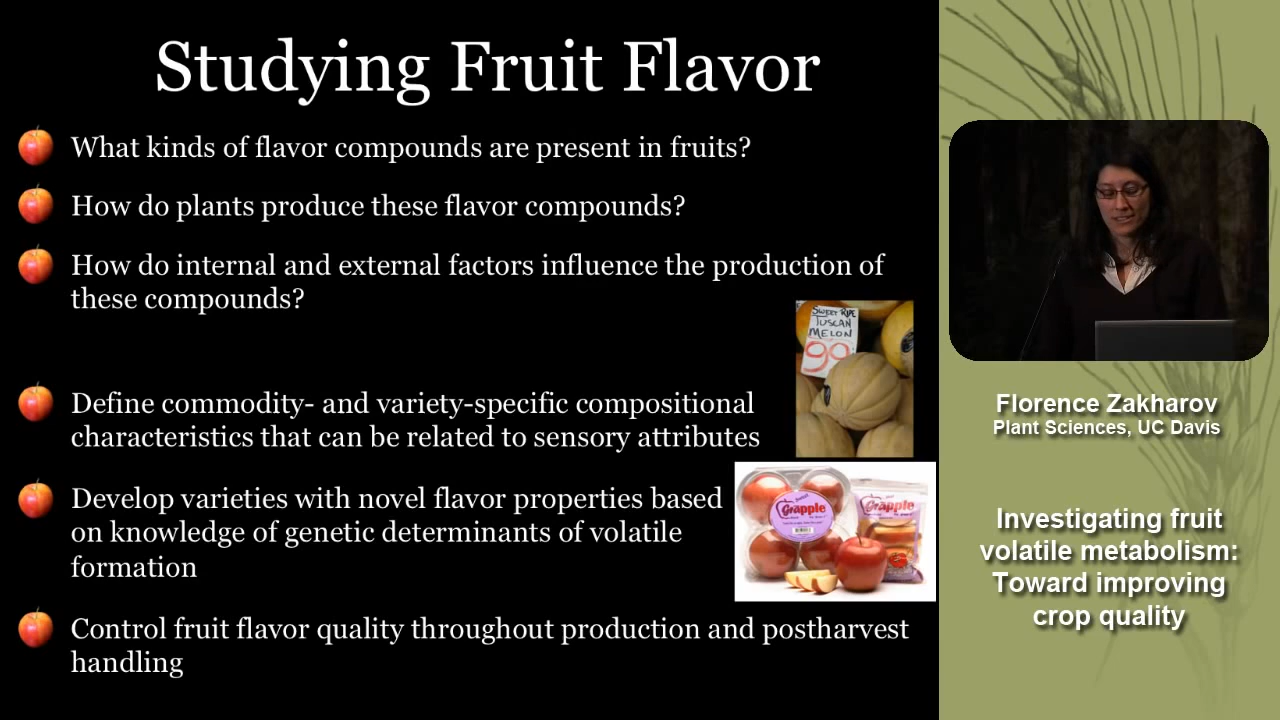 Studying Fruit Flavor
What kinds of flavor compounds are present in fruits?
How do plants produce these flavor compounds?
How do internal and external factors influence the production of
these compounds?
SWEET RIPE
TUSCAN
MELON
99
Define commodity- and variety-specific compositional
characteristics that can be related to sensory attributes
Develop varieties with novel flavor properties based
on knowledge of genetic determinants of volatile
formation
Grapple
Grapple
Control fruit flavor quality throughout production and postharvest
handling
Florence Zakharov
Plant Sciences, UC Davis
Investigating fruit
volatile metabolism:
Toward improving
crop quality